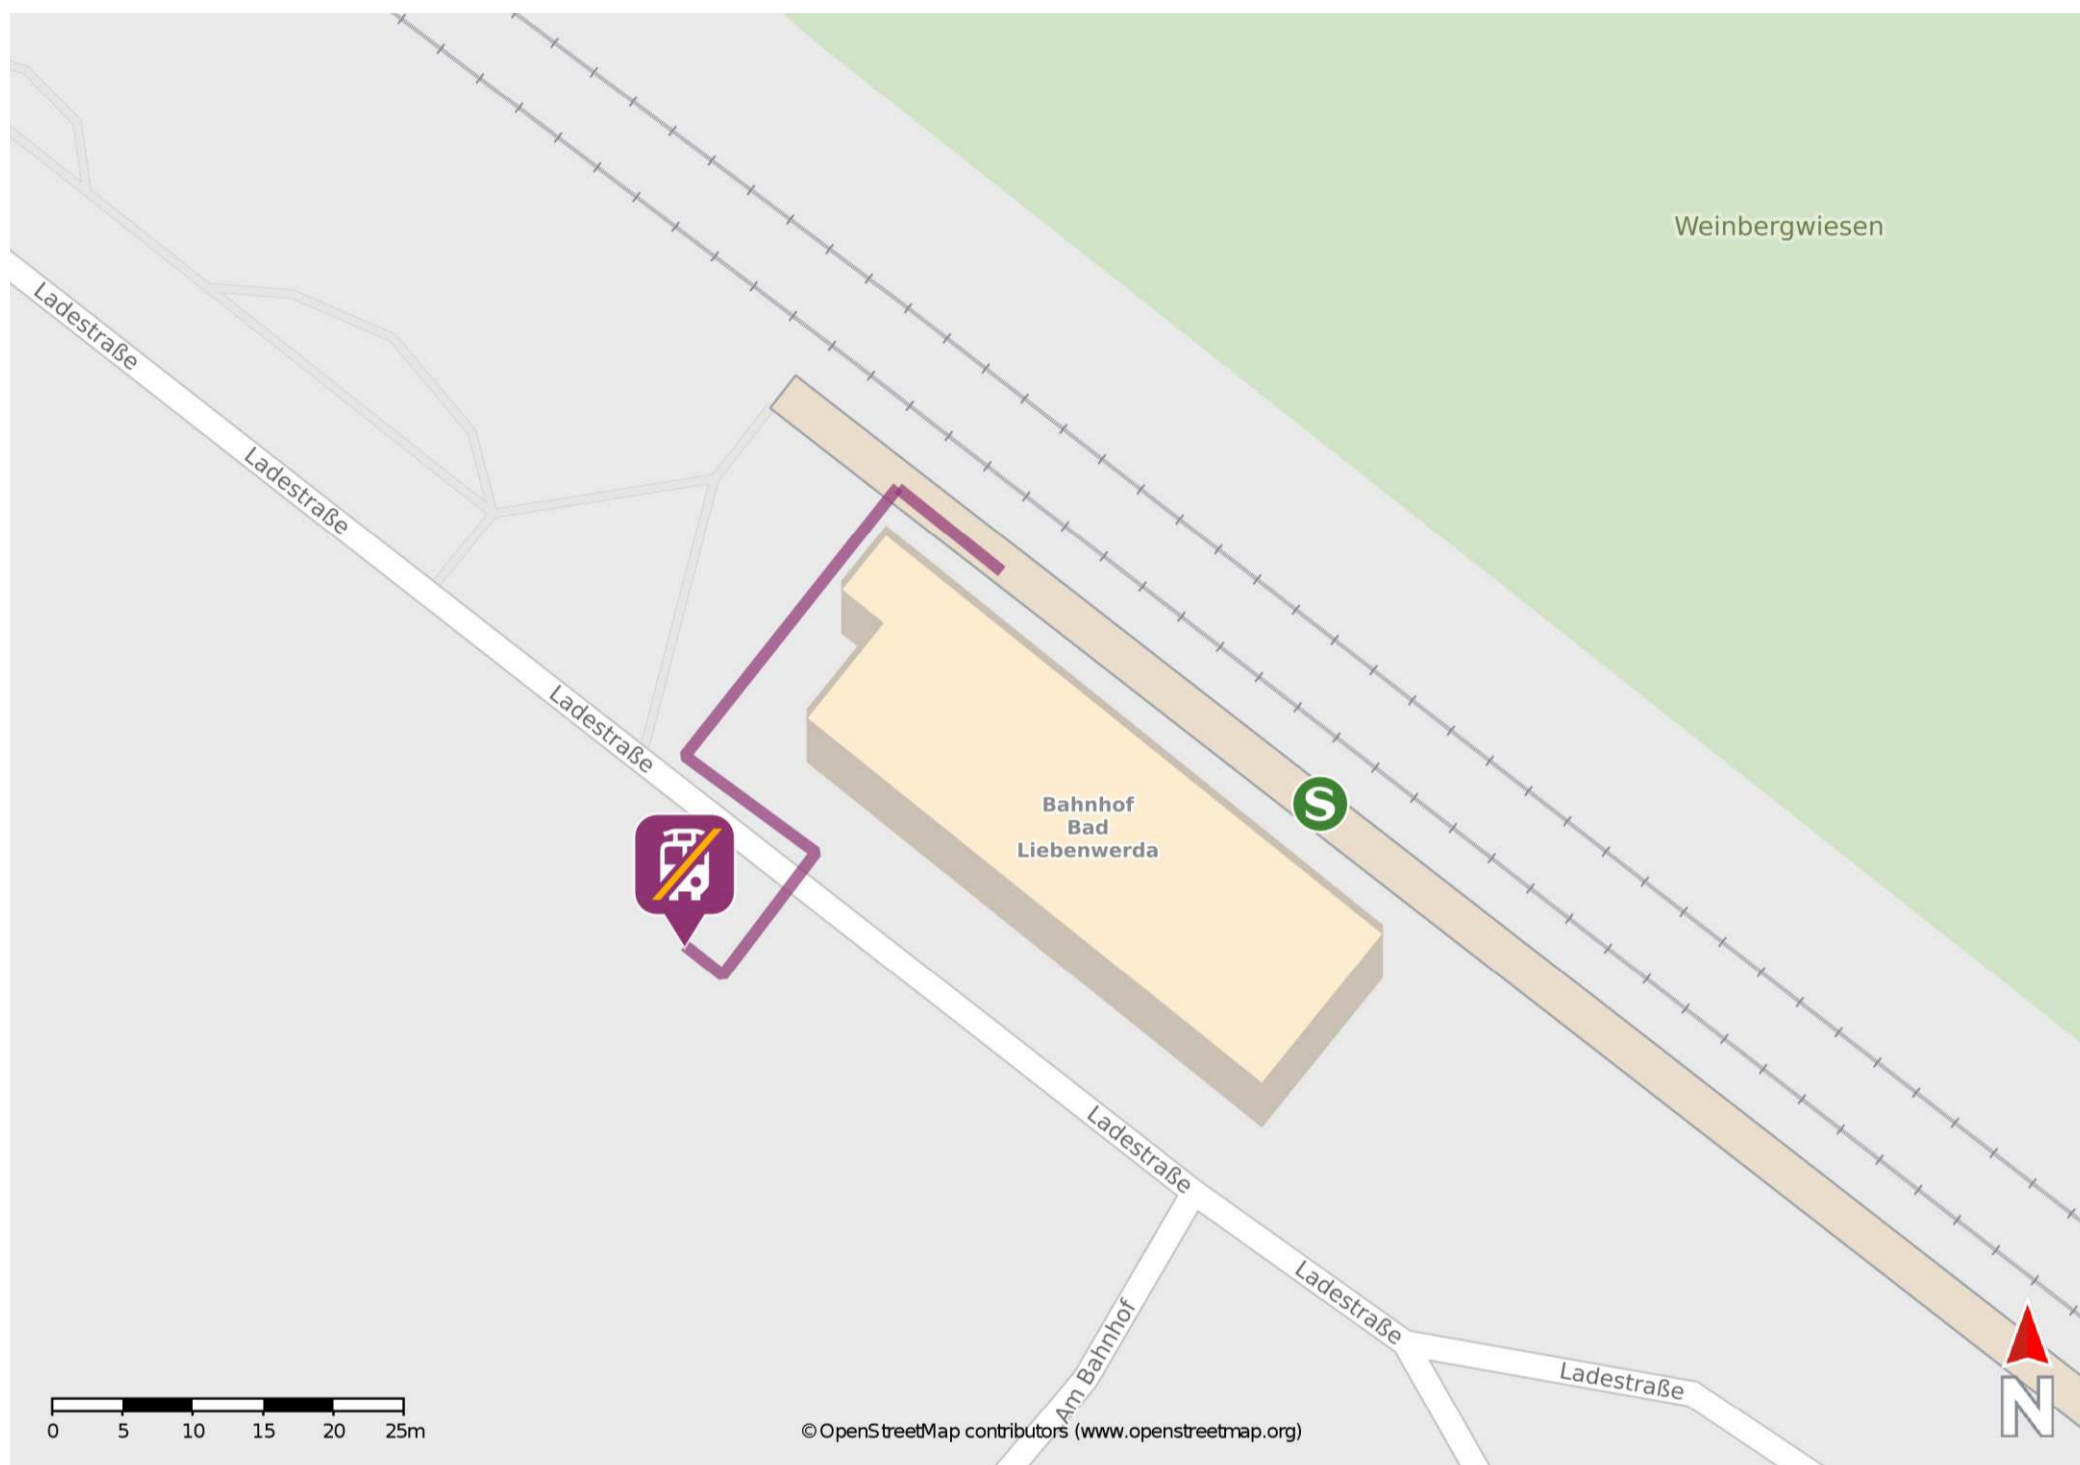 Weinbergwiesen
Ladestraße
Ladestraße
Ladestraße
Bahnhof
Bad
Liebenwerda
S
Ladestraße
Ladestraße
Ladestraße
Am Bahnhof
0 5 10 15 20 25m
© OpenStreetMap contributors (www.openstreetmap.org)
N